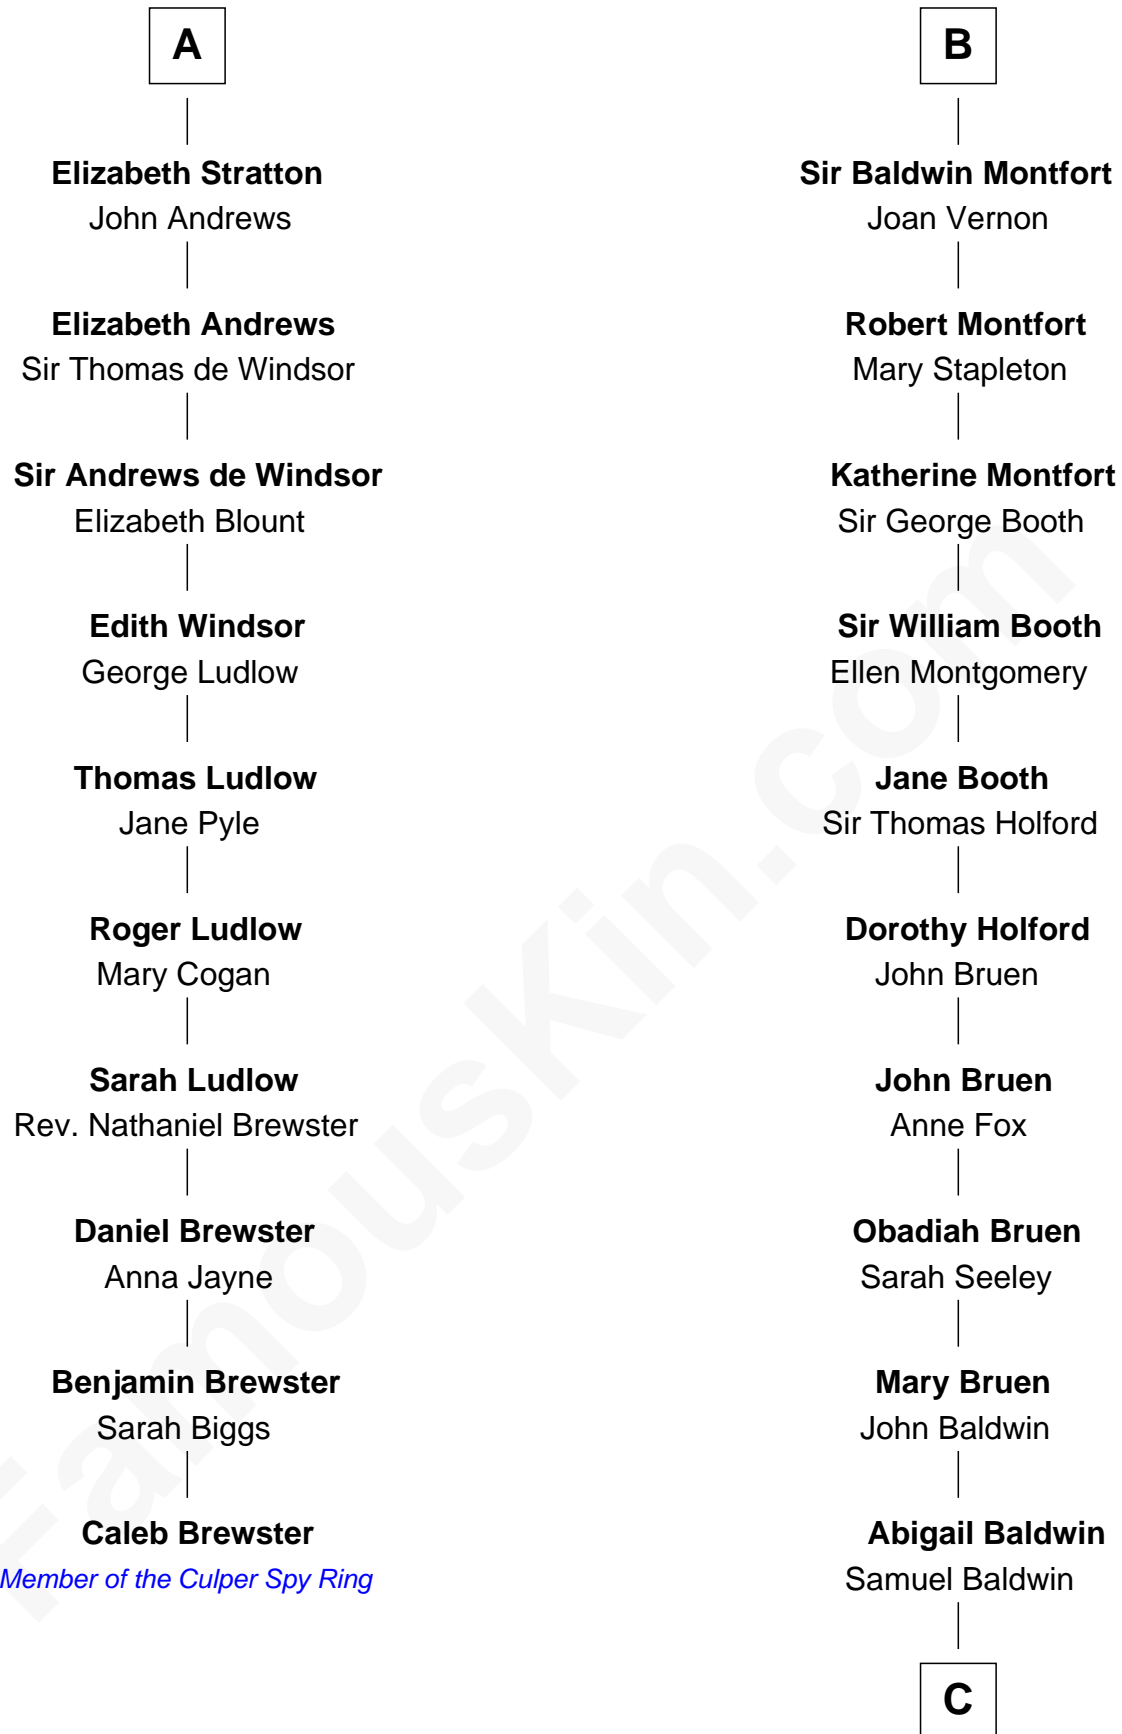 A
Elizabeth Stratton
John Andrews
Elizabeth Andrews
Sir Thomas de Windsor
Sir Andrews de Windsor
Elizabeth Blount
Edith Windsor
George Ludlow
Thomas Ludlow
Jane Pyle
Roger Ludlow
Mary Cogan
Sarah Ludlow
Rev. Nathaniel Brewster
Daniel Brewster
Anna Jayne
Benjamin Brewster
Sarah Biggs
Caleb Brewster
Member of the Culper Spy Ring
B
Sir Baldwin Montfort
Joan Vernon
Robert Montfort
Mary Stapleton
Katherine Montfort
Sir George Booth
Sir William Booth
Ellen Montgomery
Jane Booth
Sir Thomas Holford
Dorothy Holford
John Bruen
John Bruen
Anne Fox
Obadiah Bruen
Sarah Seeley
Mary Bruen
John Baldwin
Abigail Baldwin
Samuel Baldwin
C
FamousKin.com